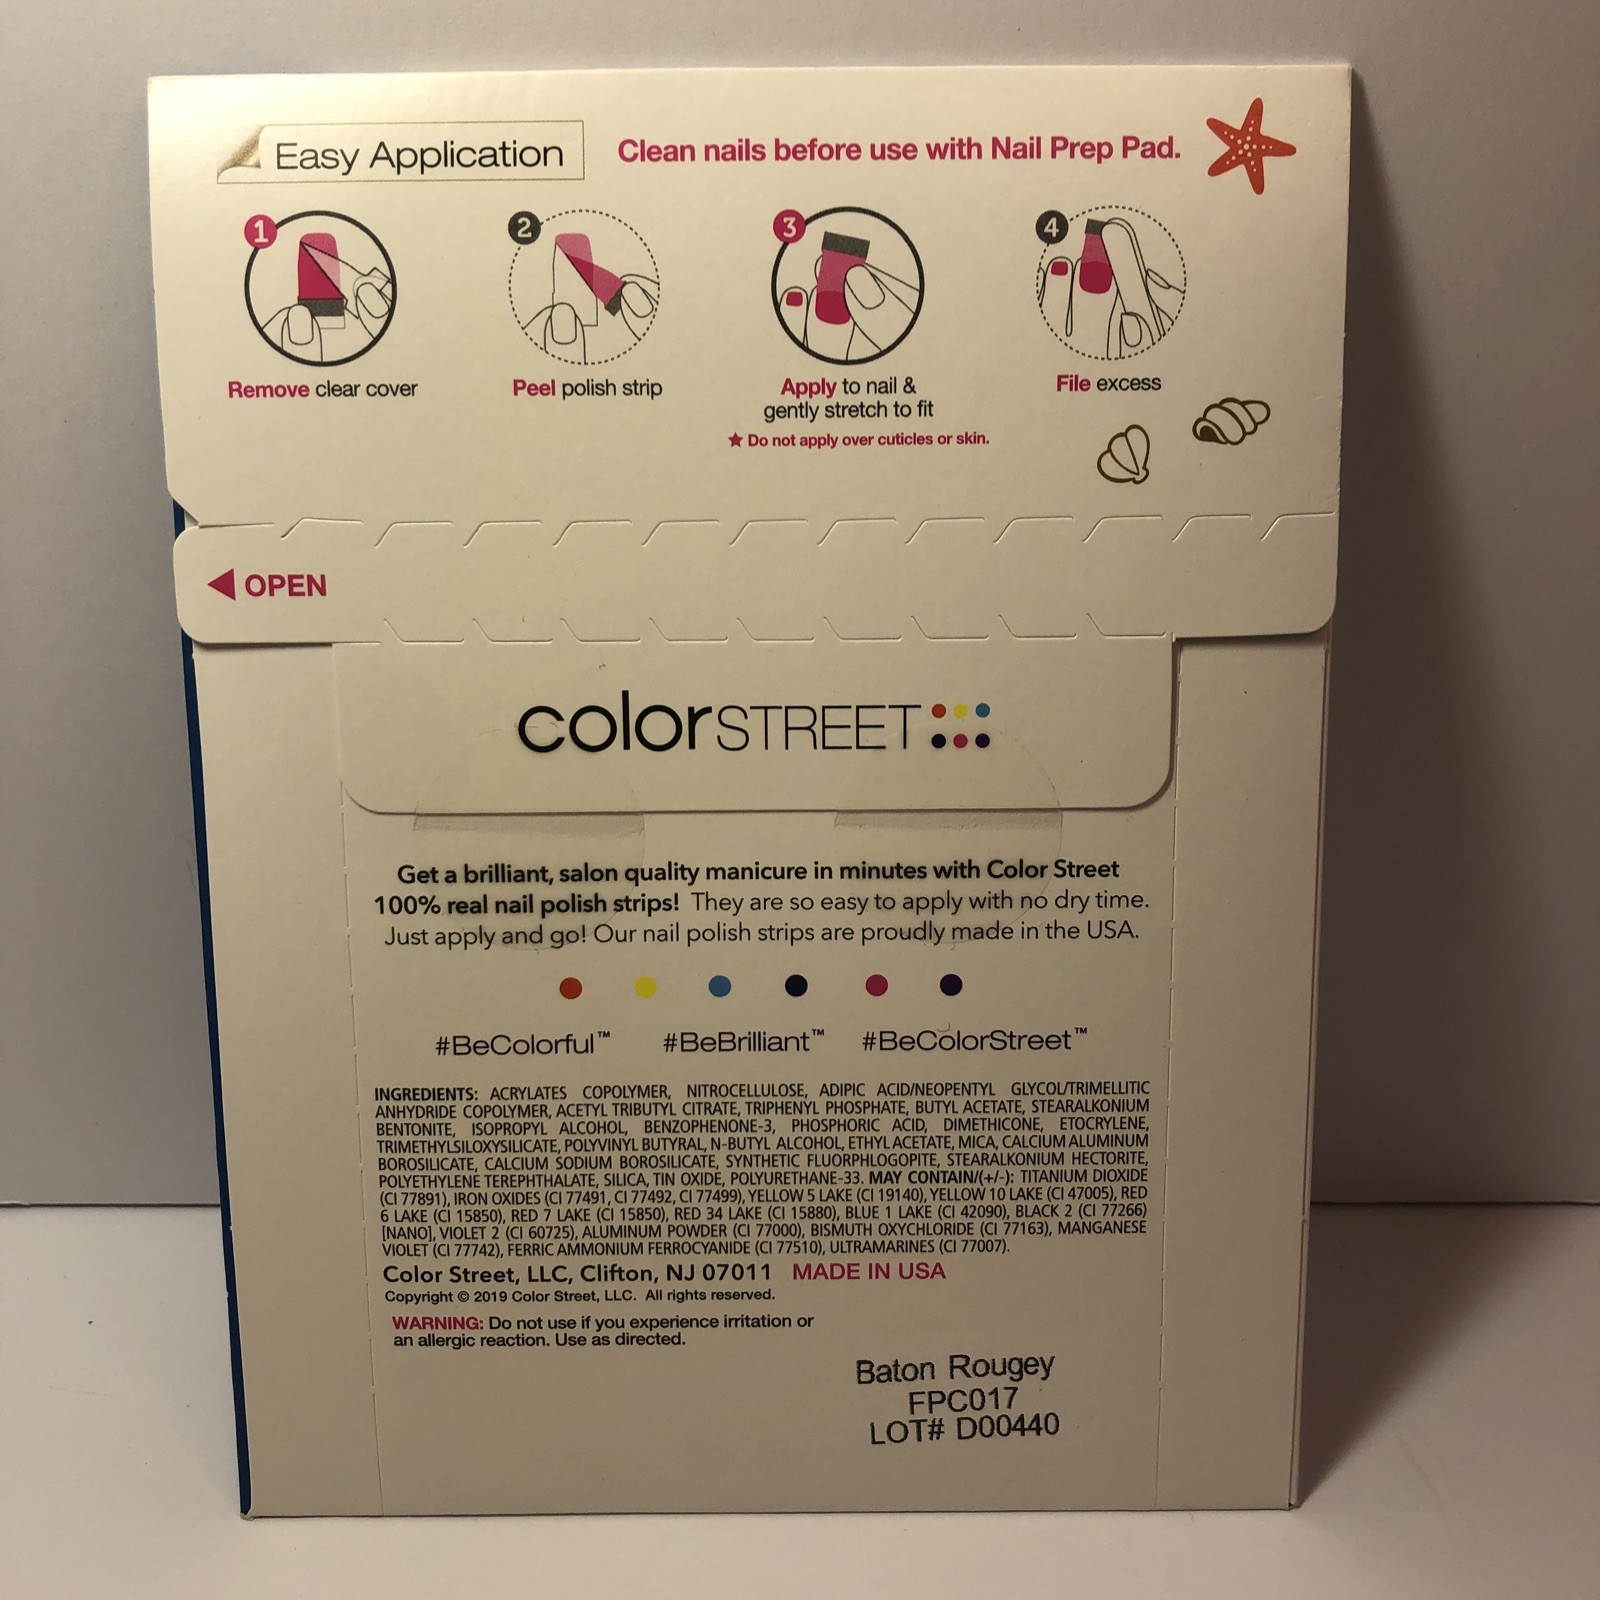 Easy Application
Clean nails before use with Nail Prep Pad.
1
2
3
4
Remove clear cover
Peel polish strip
Apply to nail &
gently stretch to fit
★ Do not apply over cuticles or skin.
File excess
OPEN
colorSTREET
Get a brilliant, salon quality manicure in minutes with Color Street
100% real nail polish strips! They are so easy to apply with no dry time.
Just apply and go! Our nail polish strips are proudly made in the USA.
#BeColorful™ #BeBrilliant™ #BeColorStreet™
INGREDIENTS: ACRYLATES COPOLYMER, NITROCELLULOSE, ADIPIC ACID/NEOPENTYL GLYCOL/TRIMELLITIC
ANHYDRIDE COPOLYMER, ACETYL TRIBUTYL CITRATE, TRIPHENYL PHOSPHATE, BUTYL ACETATE, STEARALKONIUM
BENTONITE, ISOPROPYL ALCOHOL, BENZOPHENONE-3, PHOSPHORIC ACID, DIMETHICONE, ETOCRYLENE,
TRIMETHYLSILOXYSILICATE, POLYVINYL BUTYRAL, N-BUTYL ALCOHOL, ETHYL ACETATE, MICA, CALCIUM ALUMINUM
BOROSILICATE, CALCIUM SODIUM BOROSILICATE, SYNTHETIC FLUORPHLOGOPITE, STEARALKONIUM HECTORITE,
POLYETHYLENE TEREPHTHALATE, SILICA, TIN OXIDE, POLYURETHANE-33. MAY CONTAIN/(+/-): TITANIUM DIOXIDE
(CI 77891), IRON OXIDES (CI 77491, CI 77492, CI 77499), YELLOW 5 LAKE (CI 19140), YELLOW 10 LAKE (CI 47005), RED
6 LAKE (CI 15850), RED 7 LAKE (CI 15850), RED 34 LAKE (CI 15880), BLUE 1 LAKE (CI 42090), BLACK 2 (CI 77266)
[NANO], VIOLET 2 (CI 60725), ALUMINUM POWDER (CI 77000), BISMUTH OXYCHLORIDE (CI 77163), MANGANESE
VIOLET (CI 77742), FERRIC AMMONIUM FERROCYANIDE (CI 77510), ULTRAMARINES (CI 77007).
Color Street, LLC, Clifton, NJ 07011 MADE IN USA
Copyright © 2019 Color Street, LLC. All rights reserved.
WARNING: Do not use if you experience irritation or
an allergic reaction. Use as directed.
Baton Rougey
FPC017
LOT# D00440